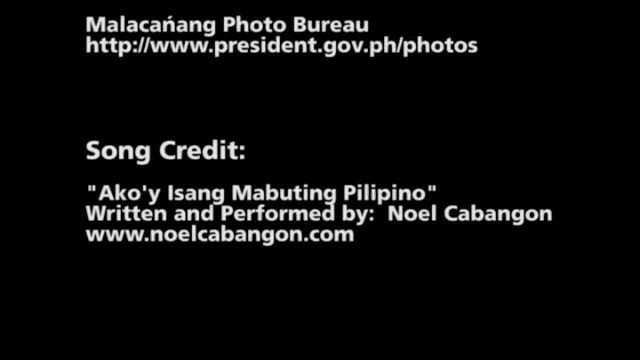 Malacańang Photo Bureau
http://www.president.gov.ph/photos
Song Credit:
"Ako'y Isang Mabuting Pilipino"
Written and Performed by:  Noel Cabangon
www.noelcabangon.com